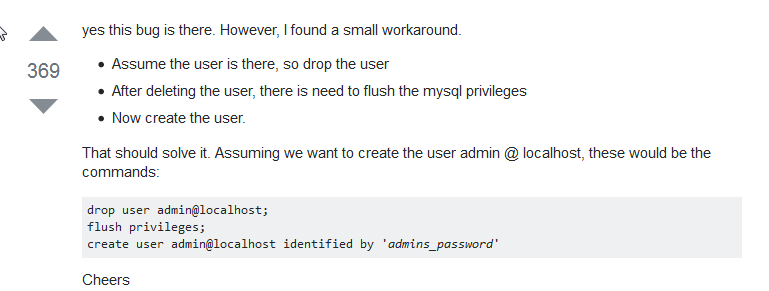 yes this bug is there. However, I found a small workaround.
369
• Assume the user is there, so drop the user
• After deleting the user, there is need to flush the mysql privileges
• Now create the user.
That should solve it. Assuming we want to create the user admin @ localhost, these would be the
commands:
drop user admin@localhost;
flush privileges;
create user admin@localhost identified by 'admins_password'
Cheers